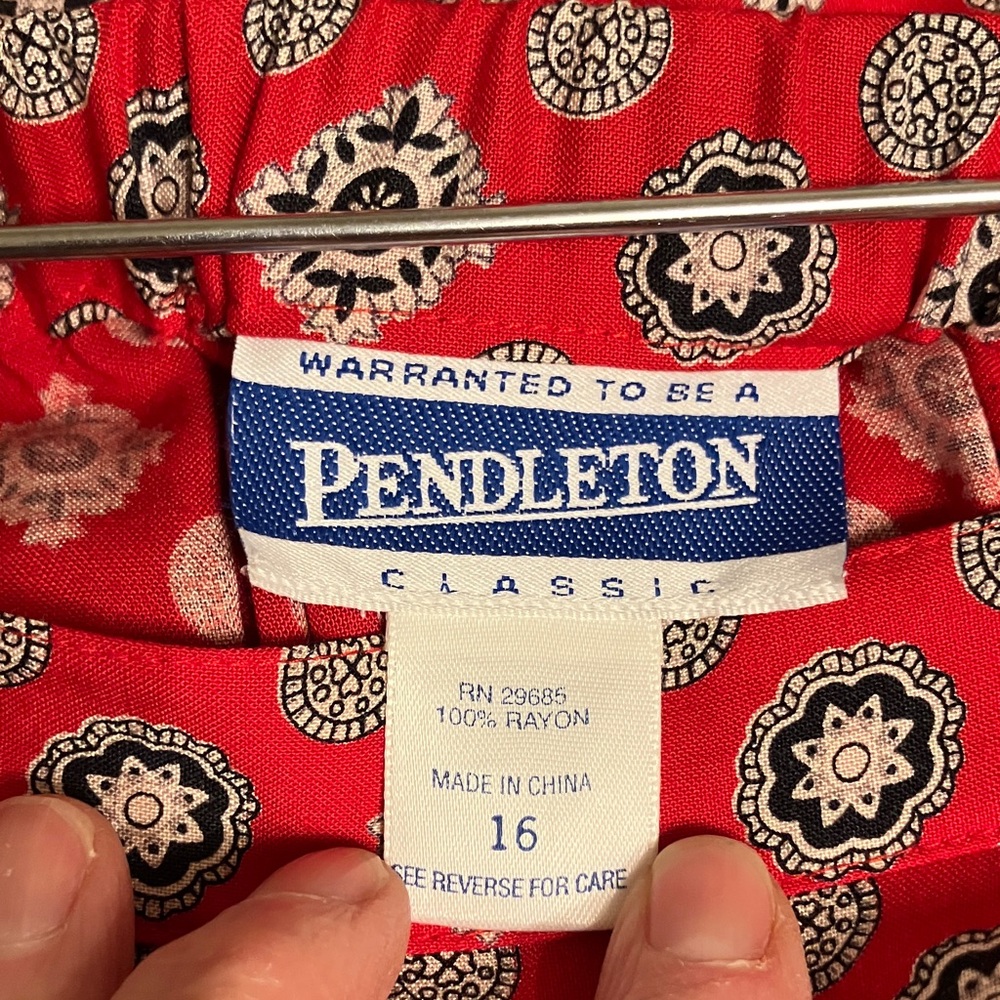 WARRANTED TO BE A
PENDLETON
CLASSIC
RN 29685
100% RAYON
MADE IN CHINA
16
SEE REVERSE FOR CARE